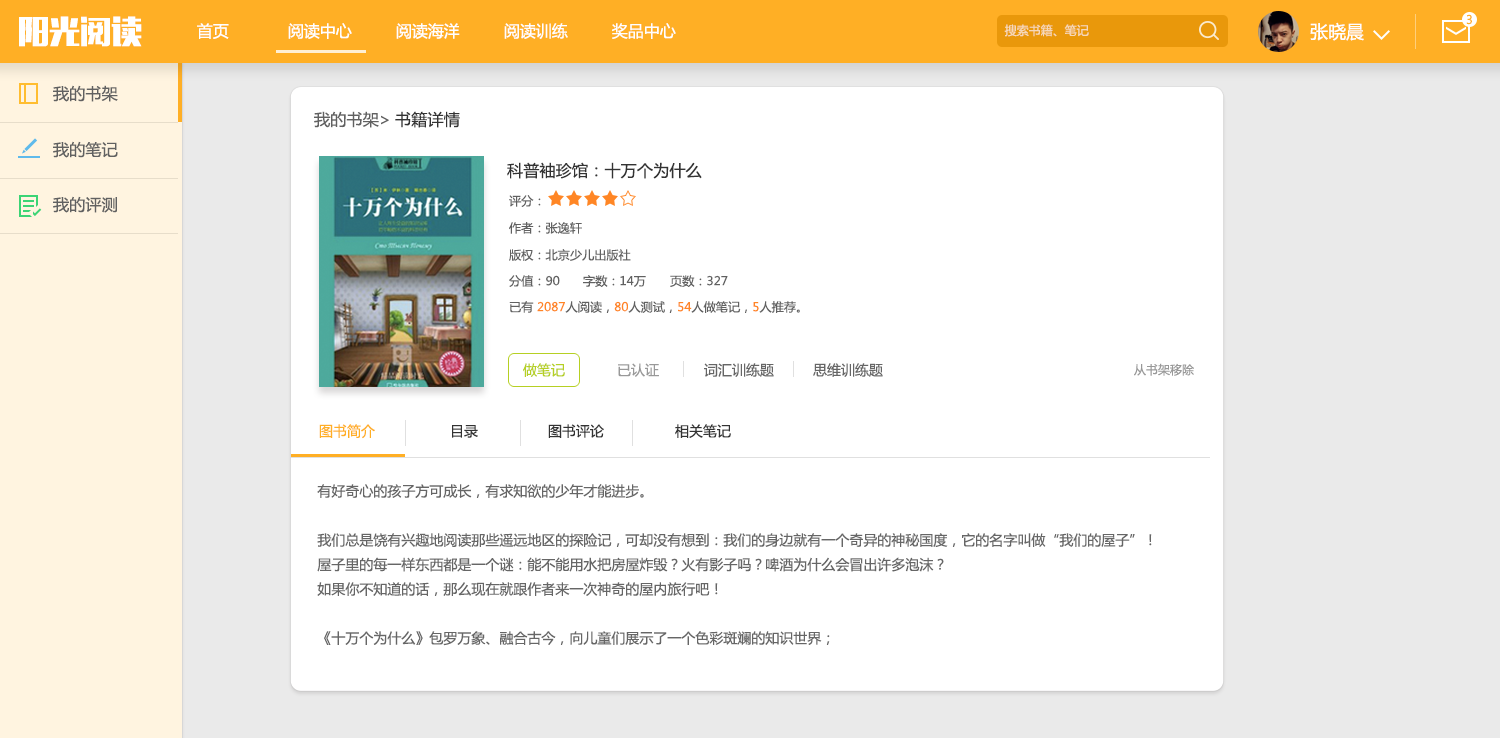 阳光阅读
首页
阅读中心
阅读海洋
阅读训练
奖品中心
搜索书籍、笔记
张晓晨
3
我的书架
我的笔记
我的评测
我的书架> 书籍详情
十万个为什么
科普袖珍馆：十万个为什么
评分：
作者：张逸轩
版权：北京少儿出版社
分值：90 字数：14万 页数：327
已有 2087人阅读，80人测试，54人做笔记，5人推荐。
做笔记
已认证
词汇训练题
思维训练题
从书架移除
图书简介
目录
图书评论
相关笔记
有好奇心的孩子方可成长，有求知欲的少年才能进步。
我们总是饶有兴趣地阅读那些遥远地区的探险记，可却没有想到：我们的身边就有一个奇异的神秘国度，它的名字叫做“我们的屋子”！
屋子里的每一样东西都是一个谜：能不能用水把房屋炸毁？火有影子吗？啤酒为什么会冒出许多泡沫？
如果你不知道的话，那么现在就跟作者来一次神奇的屋内旅行吧！
《十万个为什么》包罗万象、融合古今，向儿童们展示了一个色彩斑斓的知识世界；